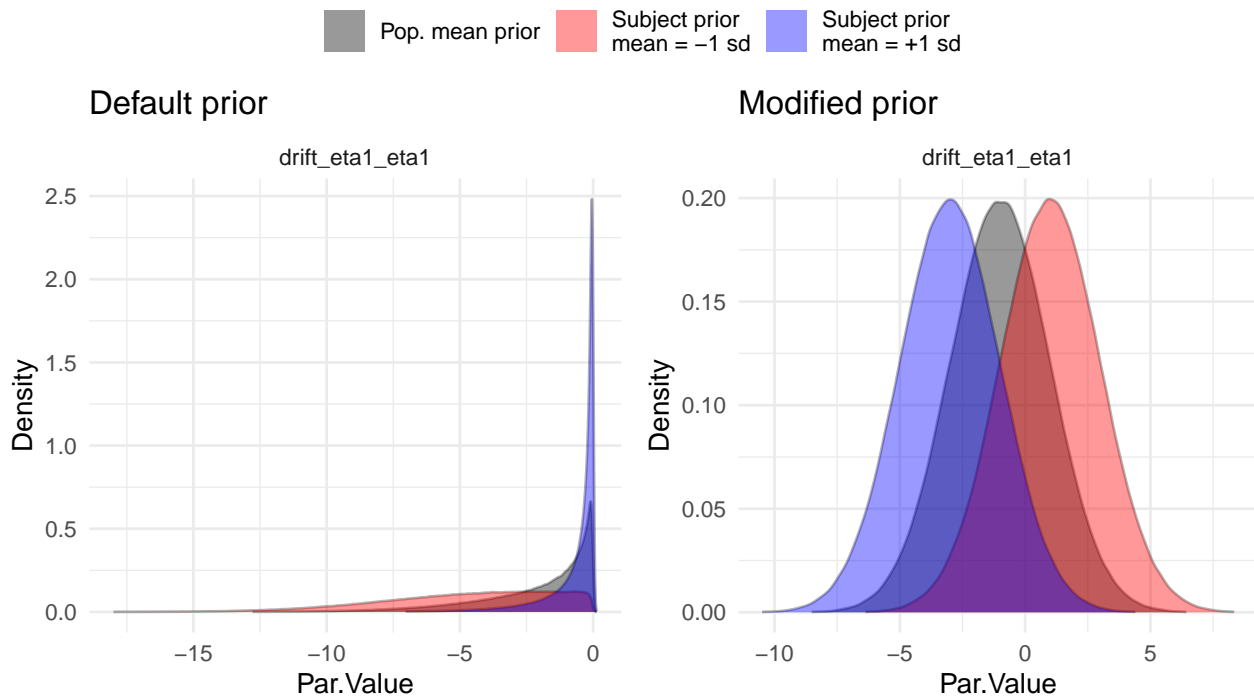 Pop. mean prior
Subject prior
mean = −1 sd
Subject prior
mean = +1 sd
Default prior
drift_eta1_eta1
Density
2.5
2.0
1.5
1.0
0.5
0.0
−15
−10
−5
0
Par.Value
Modified prior
drift_eta1_eta1
Density
0.20
0.15
0.10
0.05
0.00
−10
−5
0
5
Par.Value